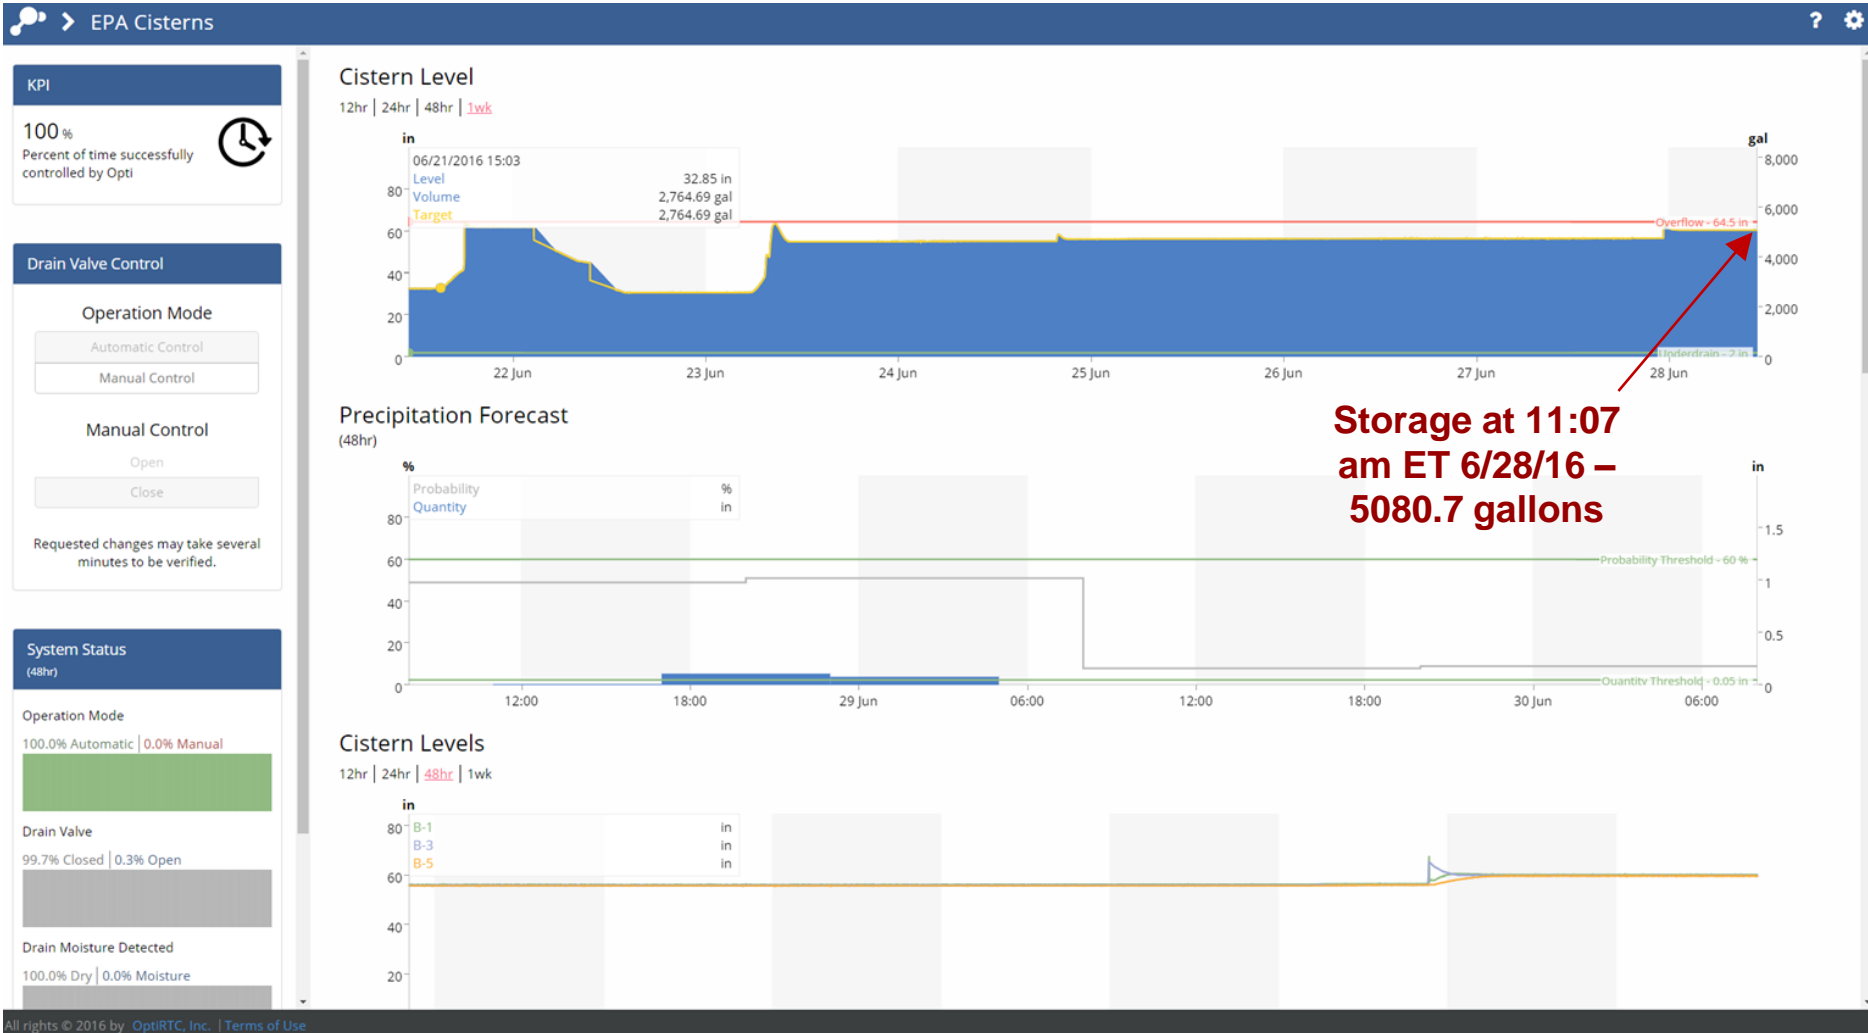 EPA Cisterns
?
KPI
100 %
Percent of time successfully
controlled by Opti
Drain Valve Control
Operation Mode
Automatic Control
Manual Control
Manual Control
Open
Close
Requested changes may take several
minutes to be verified.
System Status
(48hr)
Operation Mode
100.0% Automatic | 0.0% Manual
Drain Valve
99.7% Closed | 0.3% Open
Drain Moisture Detected
100.0% Dry | 0.0% Moisture
Cistern Level
12hr | 24hr | 48hr | 1wk
in
gal
06/21/2016 15:03
Level 32.85 in
Volume 2,764.69 gal
Target 2,764.69 gal
80
60
40
20
0
8,000
6,000
4,000
2,000
0
Overflow - 64.5 in
Underdrain - 2 in
22 Jun 23 Jun 24 Jun 25 Jun 26 Jun 27 Jun 28 Jun
Storage at 11:07
am ET 6/28/16 –
5080.7 gallons
Precipitation Forecast
(48hr)
%
in
Probability %
Quantity in
80
60
40
20
0
1.5
1
0.5
0
Probability Threshold - 60 %
Quantity Threshold - 0.05 in
12:00 18:00 29 Jun 06:00 12:00 18:00 30 Jun 06:00
Cistern Levels
12hr | 24hr | 48hr | 1wk
in
B-1 in
B-3 in
B-5 in
80
60
40
20
All rights © 2016 by OptiRTC, Inc. | Terms of Use